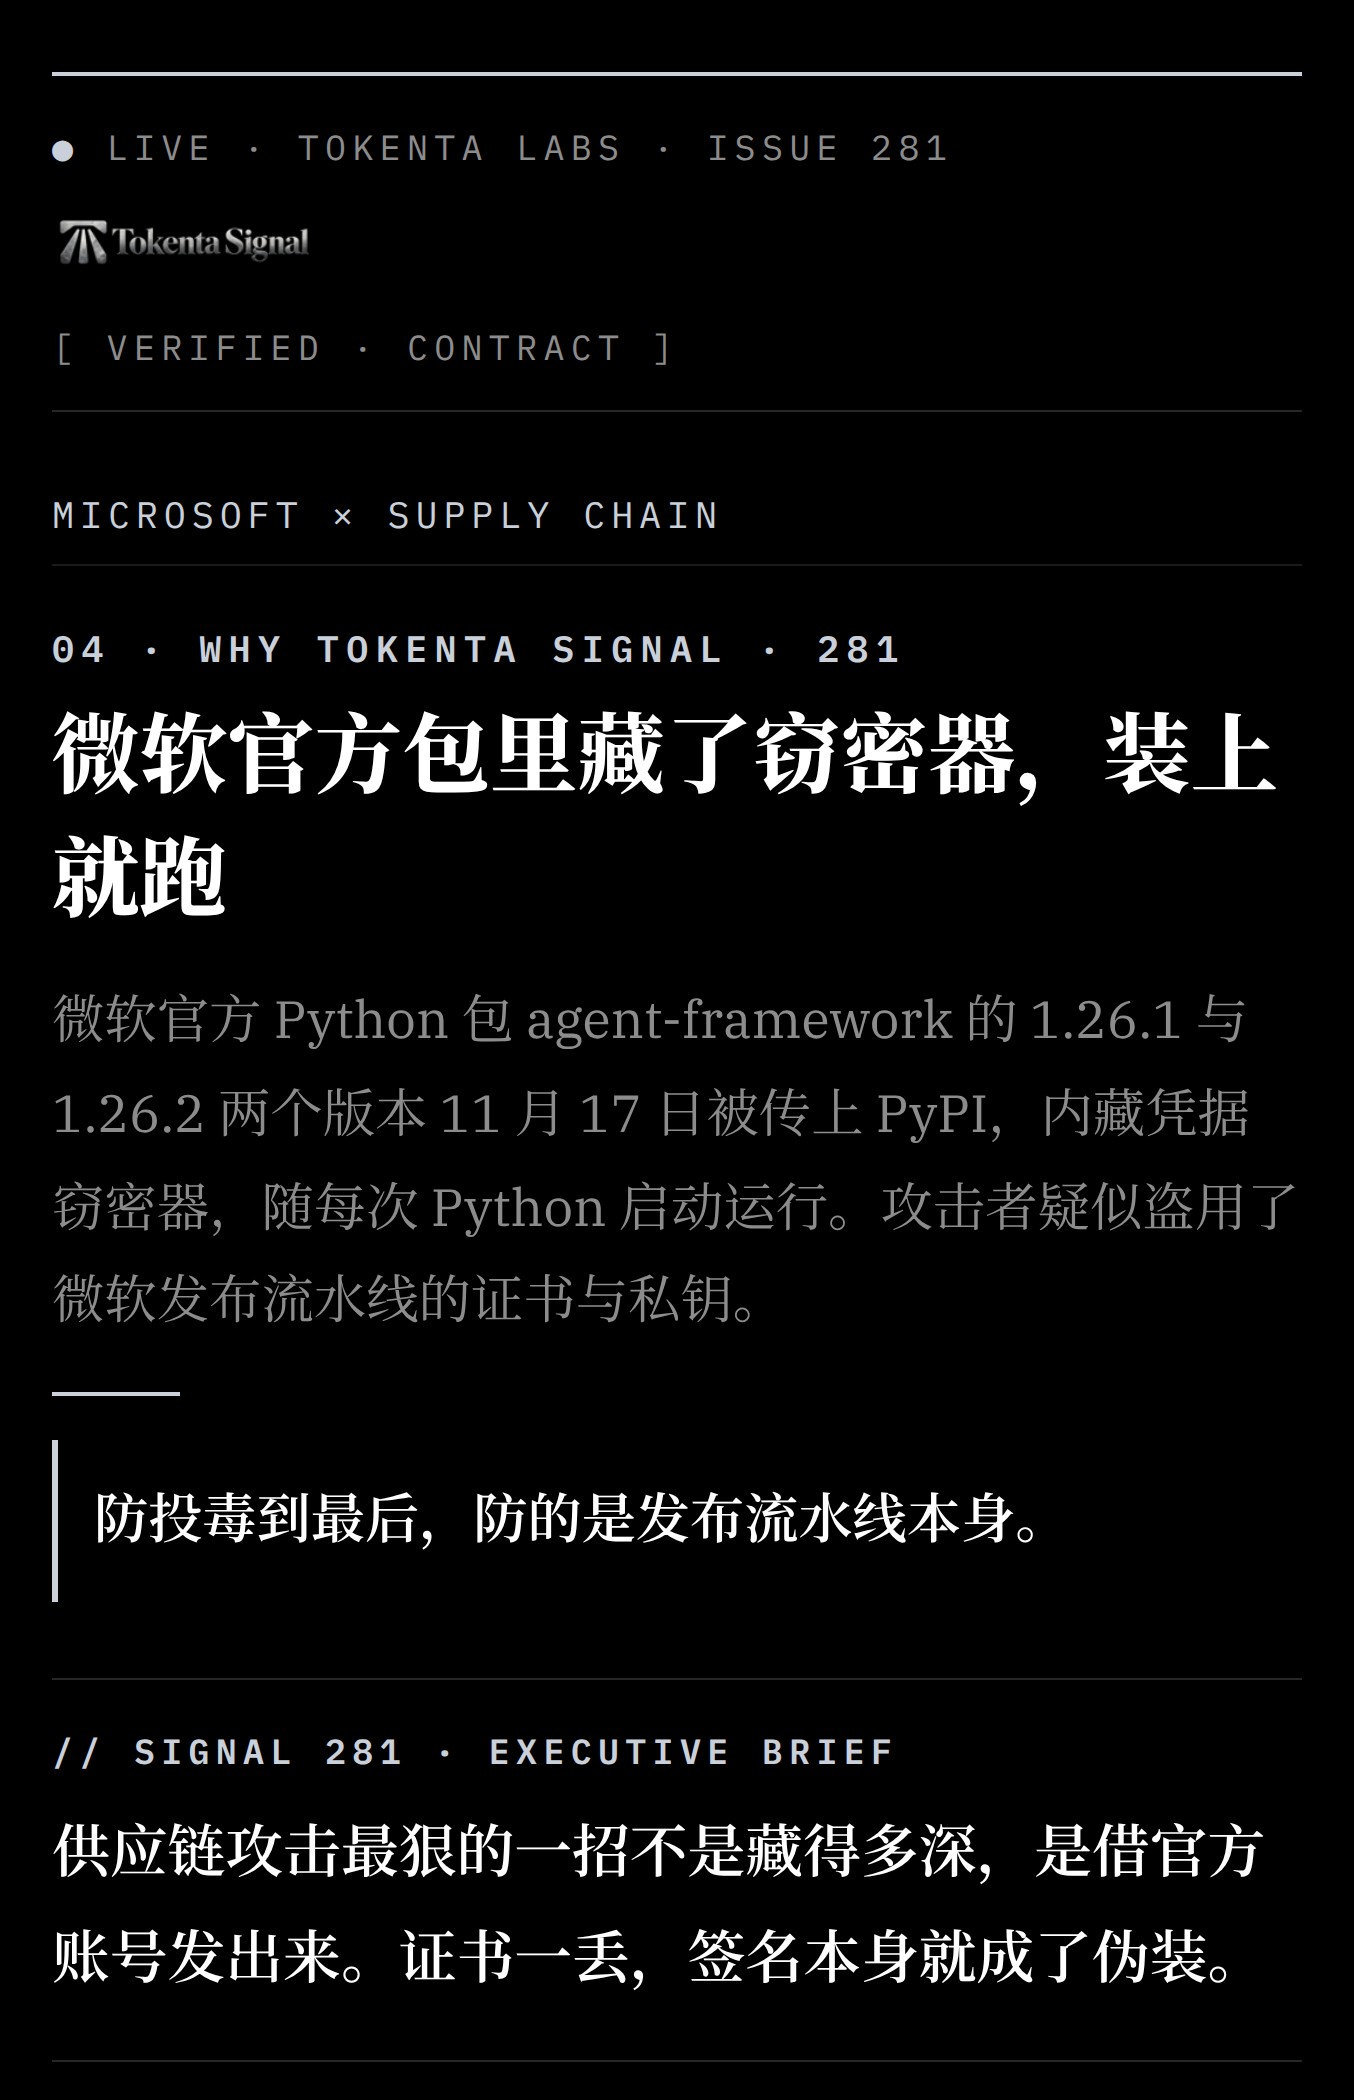 ● LIVE · TOKENTA LABS · ISSUE 281
Tokenta Signal
[ VERIFIED · CONTRACT ]
MICROSOFT × SUPPLY CHAIN
04 · WHY TOKENTA SIGNAL · 281
微软官方包里藏了窃密器，装上
就跑
微软官方 Python 包 agent-framework 的 1.26.1 与
1.26.2 两个版本 11 月 17 日被传上 PyPI，内藏凭据
窃密器，随每次 Python 启动运行。攻击者疑似盗用了
微软发布流水线的证书与私钥。
防投毒到最后，防的是发布流水线本身。
// SIGNAL 281 · EXECUTIVE BRIEF
供应链攻击最狠的一招不是藏得多深，是借官方
账号发出来。证书一丢，签名本身就成了伪装。